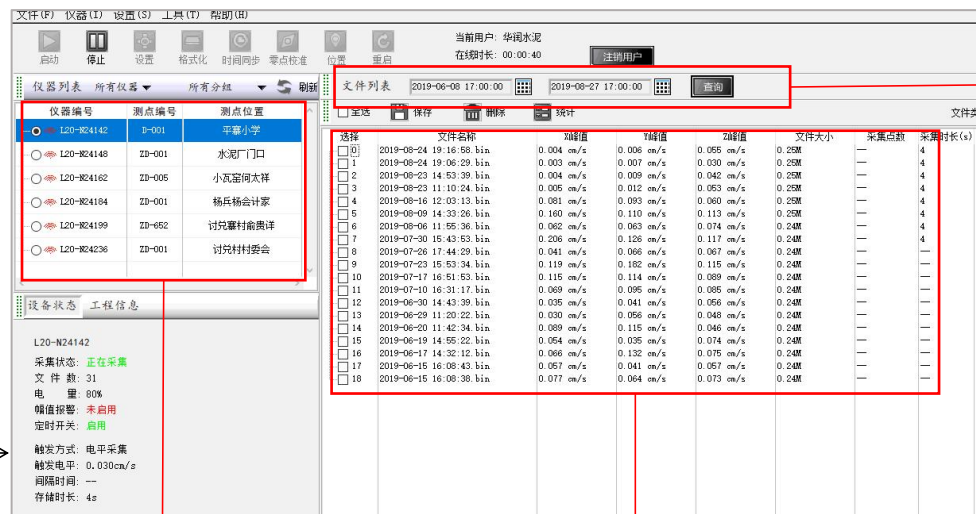 文件(F) 仪器(I) 设置(S) 工具(T) 帮助(H)
启动 停止 设置 格式化 时间同步 零点校准 位置 重启
当前用户: 华润水泥
在线时长: 00:00:40
注销用户
仪器列表 所有仪器 所有分组 刷新
仪器编号 测点编号 测点位置
L20-N24142 D-001 平寨小学
L20-N24148 ZD-001 水泥厂门口
L20-N24162 ZD-005 小瓦窑何太祥
L20-N24184 ZD-001 杨兵杨会计家
L20-N24199 ZD-652 讨兑寨村俞贵详
L20-N24236 ZD-001 讨兑村村委会
设备状态 工程信息
L20-N24142
采集状态: 正在采集
文 件 数: 31
电 量: 80%
幅值报警: 未启用
定时开关: 启用
触发方式: 电平采集
触发电平: 0.030cm/s
间隔时间: --
存储时长: 4s
文件列表 2019-06-08 17:00:00 2019-08-27 17:00:00 查询
全选 保存 删除 统计 文件类
选择 文件名称 X峰值 Y峰值 Z峰值 文件大小 采集点数 采集时长(s)
0 2019-08-24 19:16:58.bin 0.004 cm/s 0.006 cm/s 0.055 cm/s 0.25M — 4
1 2019-08-24 19:06:29.bin 0.003 cm/s 0.007 cm/s 0.030 cm/s 0.25M — 4
2 2019-08-23 14:53:39.bin 0.004 cm/s 0.009 cm/s 0.042 cm/s 0.25M — 4
3 2019-08-23 11:10:24.bin 0.005 cm/s 0.012 cm/s 0.053 cm/s 0.25M — 4
4 2019-08-16 12:03:13.bin 0.081 cm/s 0.093 cm/s 0.060 cm/s 0.25M — 4
5 2019-08-09 14:33:26.bin 0.160 cm/s 0.110 cm/s 0.113 cm/s 0.25M — 4
6 2019-08-06 11:55:36.bin 0.062 cm/s 0.063 cm/s 0.074 cm/s 0.24M — 4
7 2019-07-30 15:43:53.bin 0.206 cm/s 0.126 cm/s 0.117 cm/s 0.24M — 4
8 2019-07-26 17:44:29.bin 0.041 cm/s 0.066 cm/s 0.067 cm/s 0.24M — —
9 2019-07-23 15:53:34.bin 0.119 cm/s 0.182 cm/s 0.115 cm/s 0.24M — —
10 2019-07-17 16:51:53.bin 0.115 cm/s 0.114 cm/s 0.089 cm/s 0.24M — —
11 2019-07-10 16:31:17.bin 0.069 cm/s 0.095 cm/s 0.085 cm/s 0.24M — —
12 2019-06-30 14:43:39.bin 0.035 cm/s 0.041 cm/s 0.056 cm/s 0.24M — —
13 2019-06-29 11:20:22.bin 0.030 cm/s 0.056 cm/s 0.048 cm/s 0.24M — —
14 2019-06-20 11:42:34.bin 0.089 cm/s 0.115 cm/s 0.046 cm/s 0.24M — —
15 2019-06-19 14:55:22.bin 0.054 cm/s 0.035 cm/s 0.074 cm/s 0.24M — —
16 2019-06-17 14:32:12.bin 0.066 cm/s 0.132 cm/s 0.075 cm/s 0.24M — —
17 2019-06-15 16:08:43.bin 0.057 cm/s 0.041 cm/s 0.057 cm/s 0.24M — —
18 2019-06-15 16:08:38.bin 0.077 cm/s 0.064 cm/s 0.073 cm/s 0.24M — —